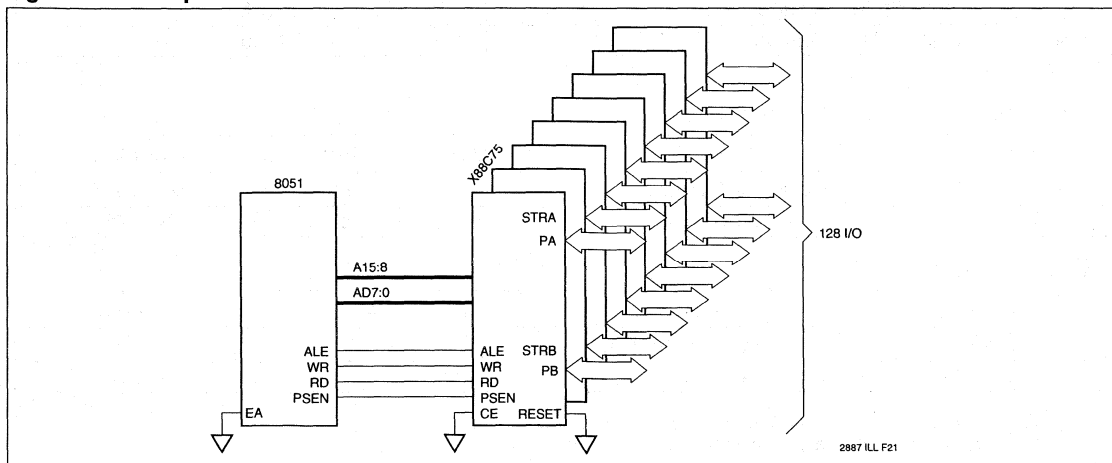 8051
X88C75
STRA
PA
128 I/O
A15:8
AD7:0
ALE
WR
RD
PSEN
EA
ALE
WR
RD
PSEN
CE
STRB
PB
RESET
2887 ILL F21